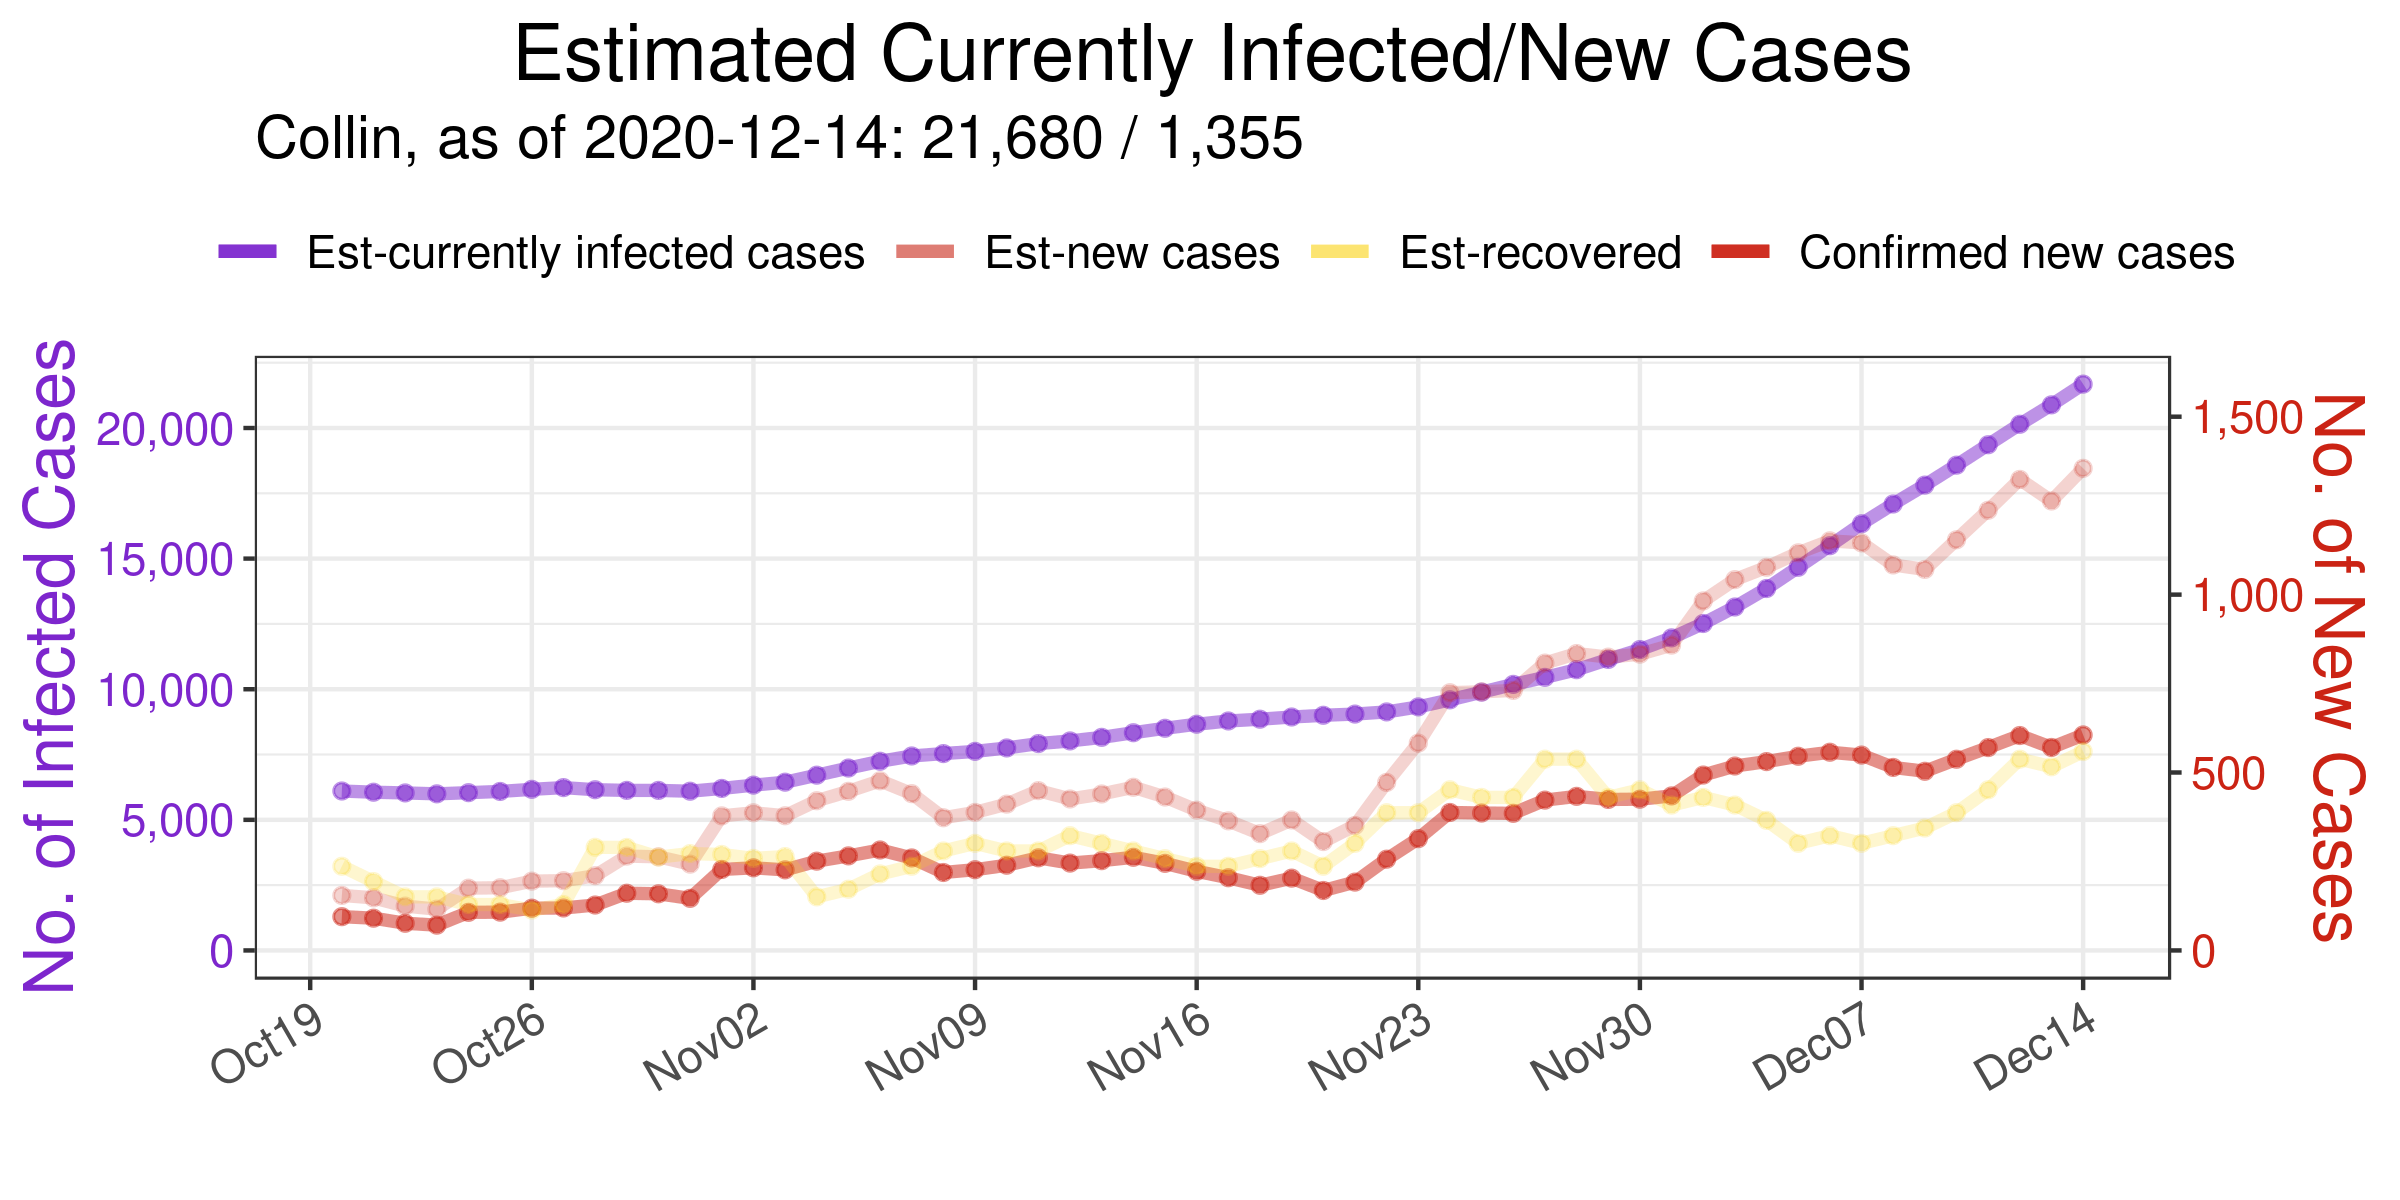 Estimated Currently Infected/New Cases
Collin, as of 2020-12-14: 21,680 / 1,355
Est-currently infected cases Est-new cases Est-recovered Confirmed new cases
No. of Infected Cases
20,000
15,000
10,000
5,000
0
1,500
1,000
500
0
No. of New Cases
Oct19 Oct26 Nov02 Nov09 Nov16 Nov23 Nov30 Dec07 Dec14